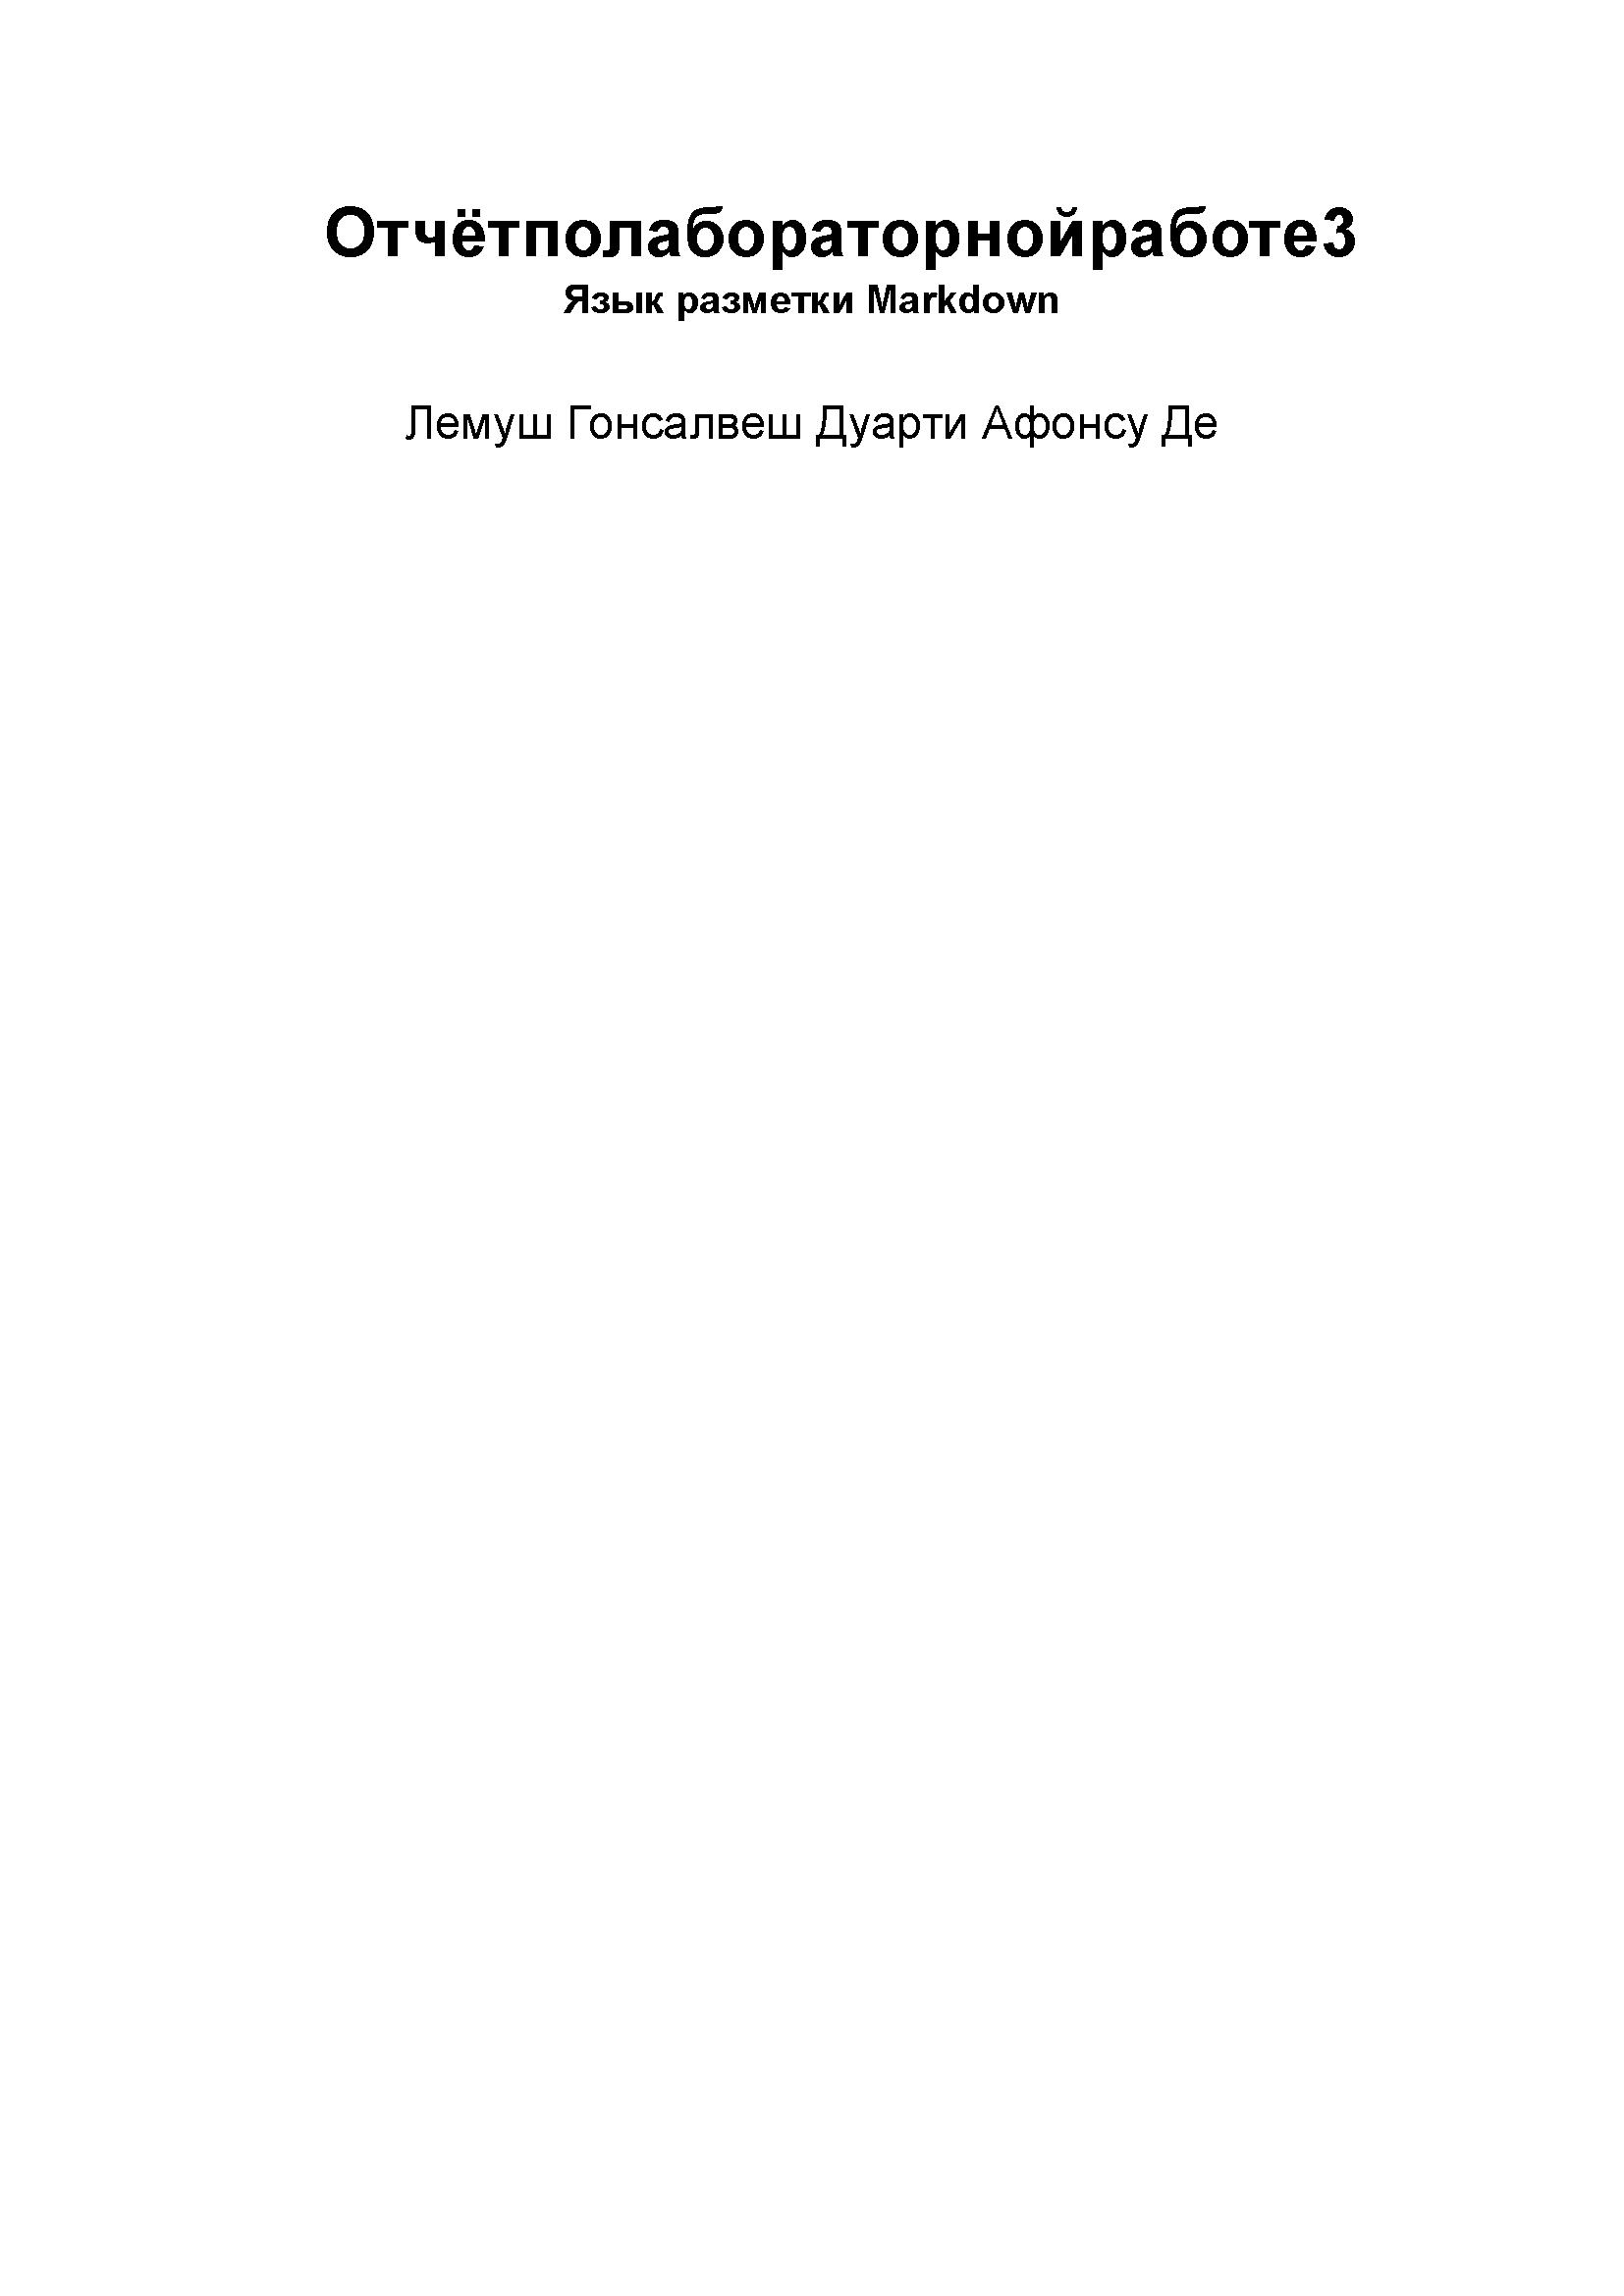 Отчётполабораторнойработе3
Язык разметки Markdown
Лемуш Гонсалвеш Дуарти Афонсу Де